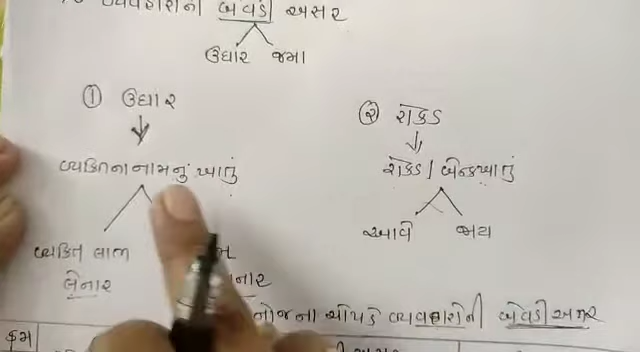 વ્યવહારોની બેવડી અસર
ઉધાર જમા
① ઉધાર
② રોકડ
વ્યક્તિના નામનું ખાતું
રોકડ / બેન્કખાતું
આવે જાય
વ્યક્તિ લાભ
લેનાર
નાર
નોજના ચોપડે વ્યવહારોની બેવડી અસર
ક્રમ